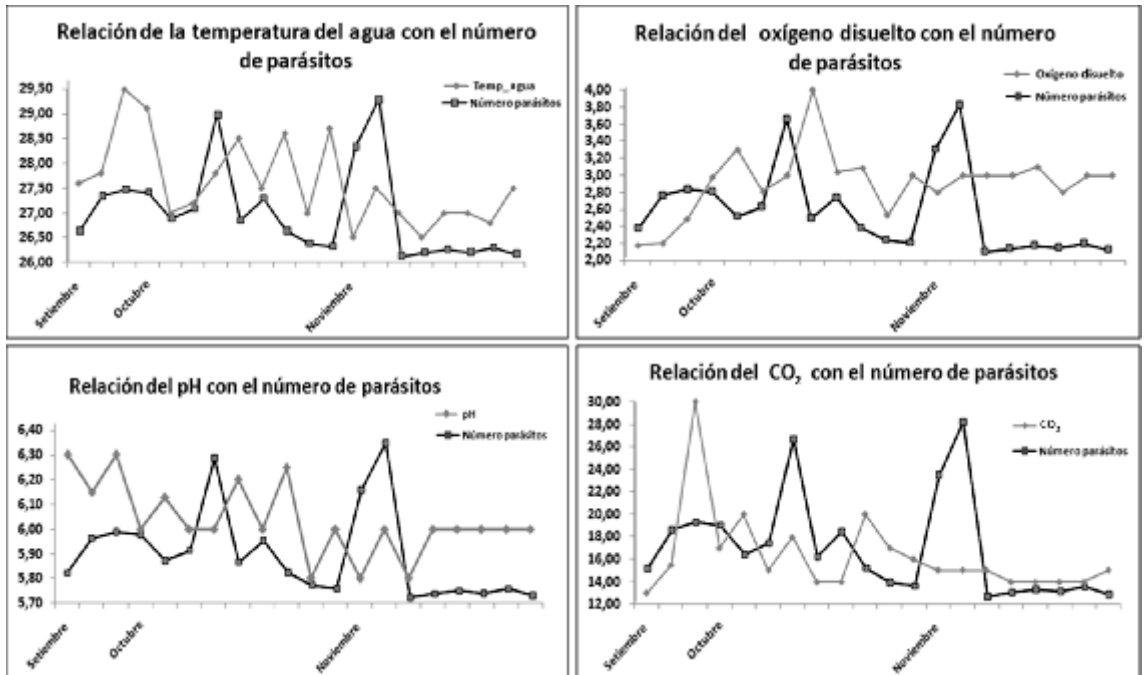 Relación de la temperatura del agua con el número
de parásitos
Temp_agua
Número parásitos
29,50
29,00
28,50
28,00
27,50
27,00
26,50
26,00
Setiembre
Octubre
Noviembre
Relación del oxígeno disuelto con el número
de parásitos
Oxígeno disuelto
Número parásitos
4,00
3,80
3,60
3,40
3,20
3,00
2,80
2,60
2,40
2,20
2,00
Setiembre
Octubre
Noviembre
Relación del pH con el número de parásitos
pH
Número parásitos
6,40
6,30
6,20
6,10
6,00
5,90
5,80
5,70
Setiembre
Octubre
Noviembre
Relación del CO₂ con el número de parásitos
CO₂
Número parásitos
30,00
28,00
26,00
24,00
22,00
20,00
18,00
16,00
14,00
12,00
Setiembre
Octubre
Noviembre